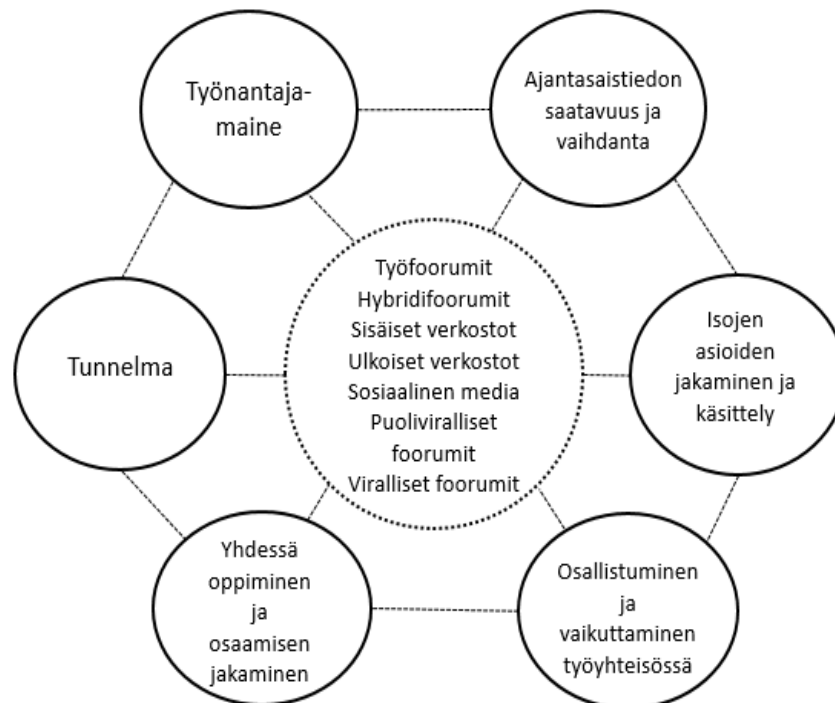 Työnantaja-
maine
Ajantasaistiedon
saatavuus ja
vaihdanta
Työfoorumit
Hybridifoorumit
Sisäiset verkostot
Ulkoiset verkostot
Sosiaalinen media
Puoliviralliset
foorumit
Viralliset foorumit
Tunnelma
Isojen
asioiden
jakaminen ja
käsittely
Yhdessä
oppiminen
ja
osaamisen
jakaminen
Osallistuminen
ja
vaikuttaminen
työyhteisössä